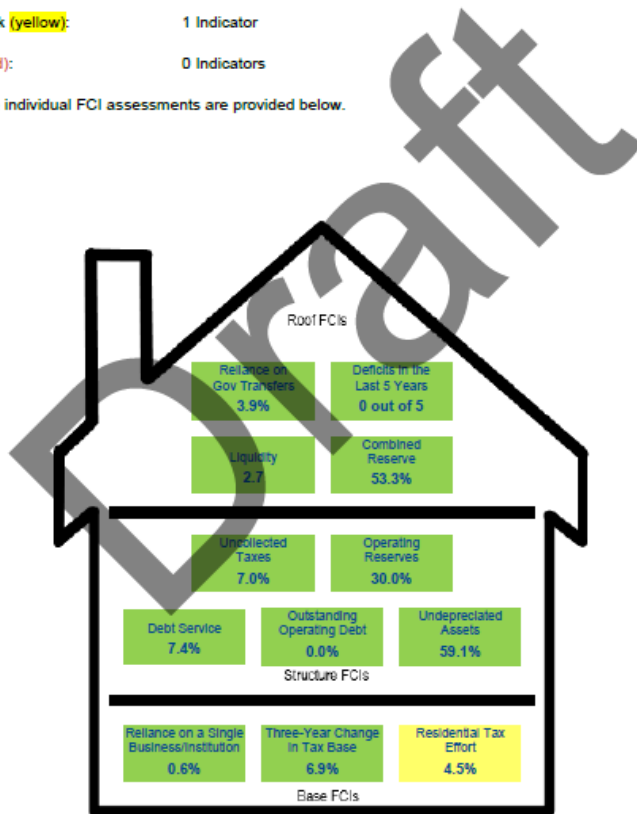 k (yellow): 1 Indicator
d): 0 Indicators
individual FCI assessments are provided below.
Draft
Roof FCIs
Reliance on
Gov Transfers
3.9%
Deficits in the
Last 5 Years
0 out of 5
Liquidity
2.7
Combined
Reserve
53.3%
Uncollected
Taxes
7.0%
Operating
Reserves
30.0%
Debt Service
7.4%
Outstanding
Operating Debt
0.0%
Undepreciated
Assets
59.1%
Structure FCIs
Reliance on a Single
Business/Institution
0.6%
Three-Year Change
in Tax Base
6.9%
Residential Tax
Effort
4.5%
Base FCIs